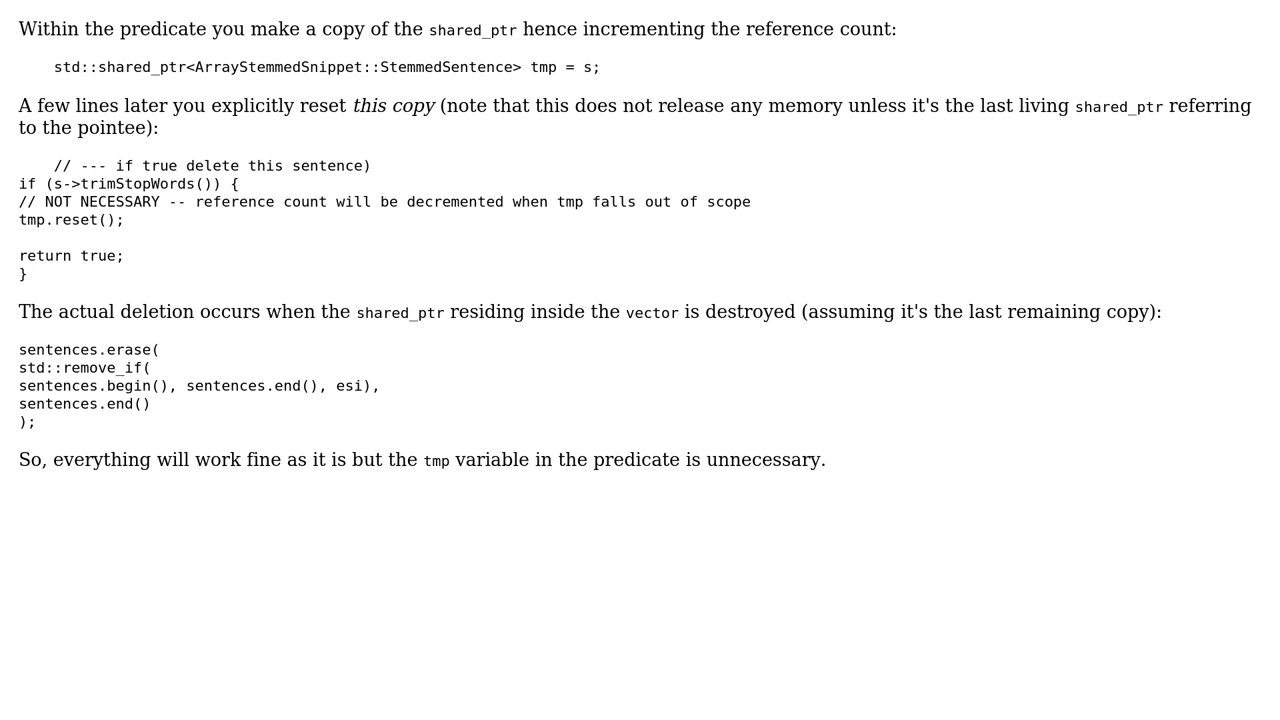 Within the predicate you make a copy of the shared_ptr hence incrementing the reference count:
std::shared_ptr<ArrayStemmedSnippet::StemmedSentence> tmp = s;
A few lines later you explicitly reset this copy (note that this does not release any memory unless it's the last living shared_ptr referring
to the pointee):
// --- if true delete this sentence)
if (s->trimStopWords()) {
// NOT NECESSARY -- reference count will be decremented when tmp falls out of scope
tmp.reset();
return true;
}
The actual deletion occurs when the shared_ptr residing inside the vector is destroyed (assuming it's the last remaining copy):
sentences.erase(
std::remove_if(
sentences.begin(), sentences.end(), esi),
sentences.end()
);
So, everything will work fine as it is but the tmp variable in the predicate is unnecessary.